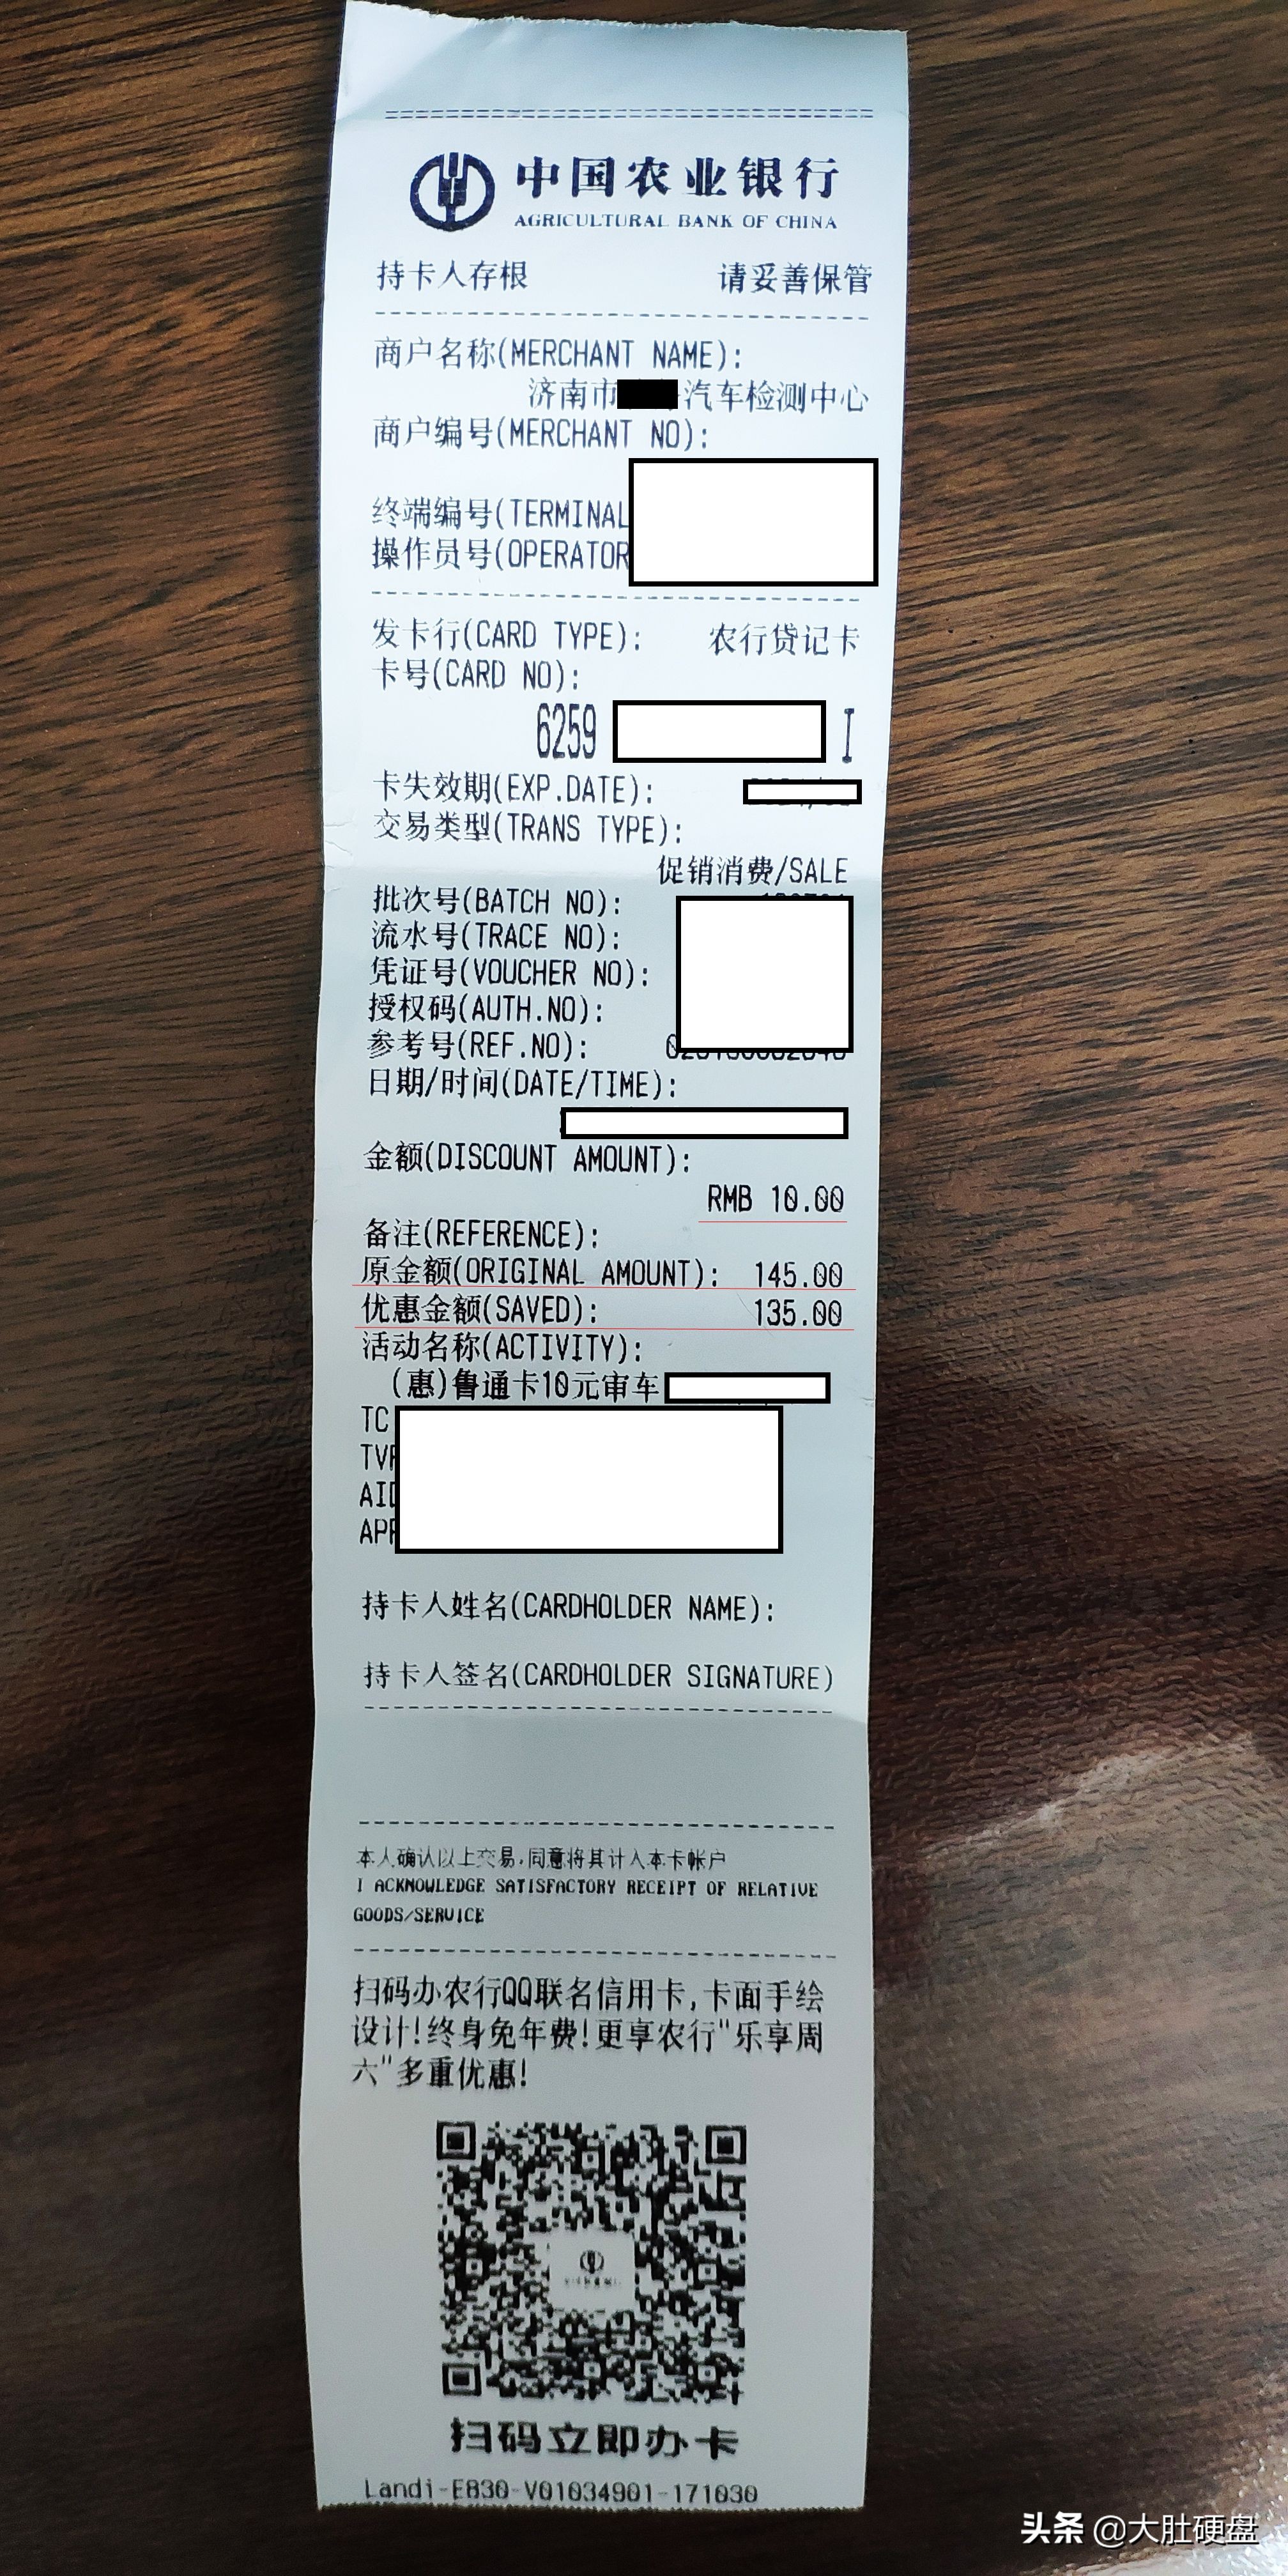 中国农业银行
AGRICULTURAL BANK OF CHINA
持卡人存根 请妥善保管
商户名称(MERCHANT NAME):
济南市 汽车检测中心
商户编号(MERCHANT NO):
终端编号(TERMINAL
操作员号(OPERATOR
发卡行(CARD TYPE): 农行贷记卡
卡号(CARD NO):
6259 I
卡失效期(EXP.DATE):
交易类型(TRANS TYPE):
促销消费/SALE
批次号(BATCH NO):
流水号(TRACE NO):
凭证号(VOUCHER NO):
授权码(AUTH.NO):
参考号(REF.NO):
日期/时间(DATE/TIME):
金额(DISCOUNT AMOUNT):
RMB 10.00
备注(REFERENCE):
原金额(ORIGINAL AMOUNT): 145.00
优惠金额(SAVED): 135.00
活动名称(ACTIVITY):
(惠)鲁通卡10元审车
TC
TVR
AID
APP
持卡人姓名(CARDHOLDER NAME):
持卡人签名(CARDHOLDER SIGNATURE)
本人确认以上交易,同意将其计入本卡帐户
I ACKNOWLEDGE SATISFACTORY RECEIPT OF RELATIVE
GOODS/SERVICE
扫码办农行QQ联名信用卡,卡面手绘
设计!终身免年费!更享农行"乐享周
六"多重优惠!
扫码立即办卡
Landi-E830-V01034901-171030
头条 @大肚硬盘